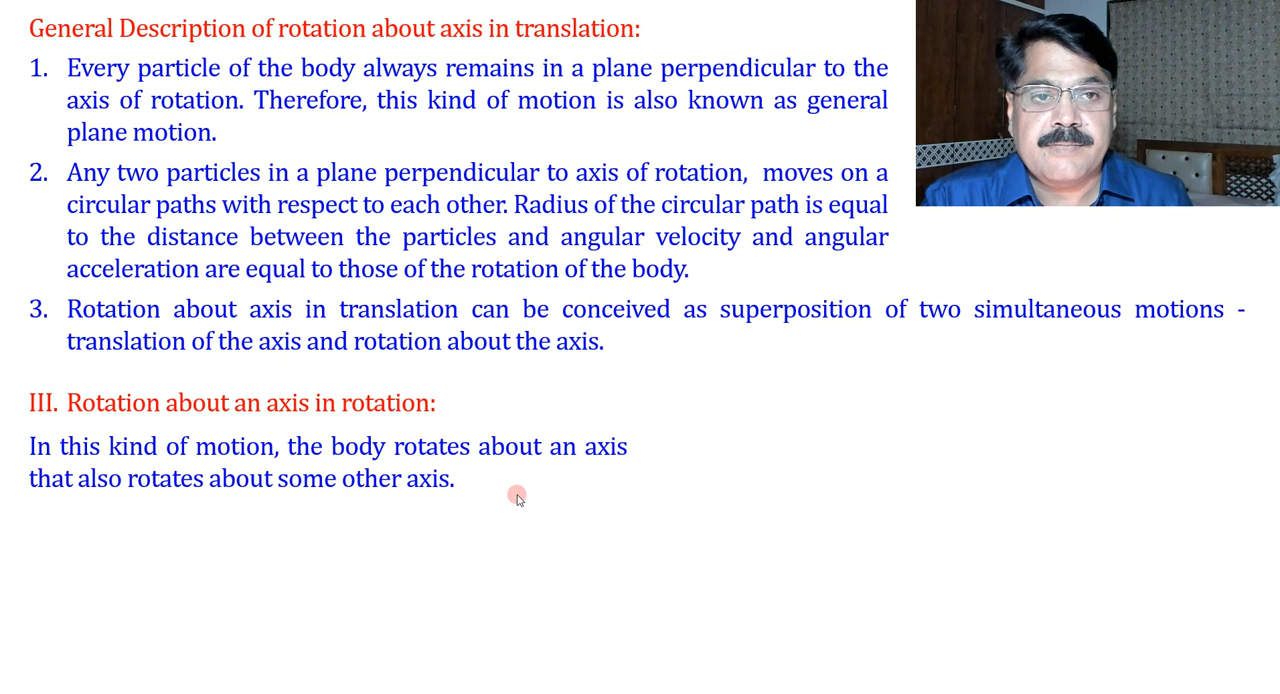 General Description of rotation about axis in translation:
1. Every particle of the body always remains in a plane perpendicular to the
axis of rotation. Therefore, this kind of motion is also known as general
plane motion.
2. Any two particles in a plane perpendicular to axis of rotation, moves on a
circular paths with respect to each other. Radius of the circular path is equal
to the distance between the particles and angular velocity and angular
acceleration are equal to those of the rotation of the body.
3. Rotation about axis in translation can be conceived as superposition of two simultaneous motions -
translation of the axis and rotation about the axis.
III. Rotation about an axis in rotation:
In this kind of motion, the body rotates about an axis
that also rotates about some other axis.